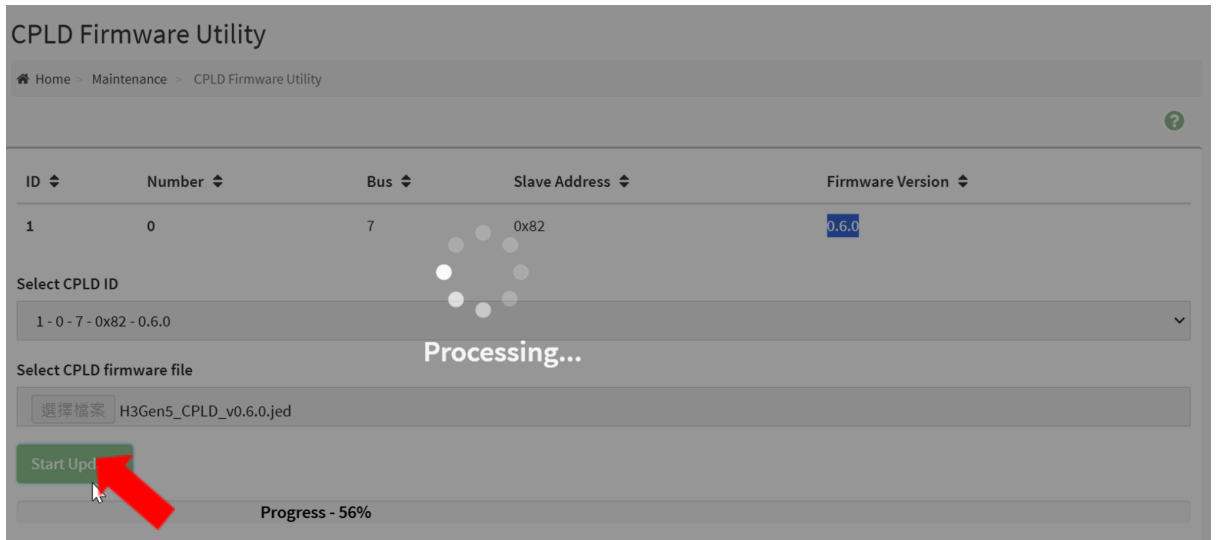 CPLD Firmware Utility
Home > Maintenance > CPLD Firmware Utility
ID Number Bus Slave Address Firmware Version
1 0 7 0x82 0.6.0
Select CPLD ID
1 - 0 - 7 - 0x82 - 0.6.0
Processing...
Select CPLD firmware file
選擇檔案 H3Gen5_CPLD_v0.6.0.jed
Start Upd
Progress - 56%